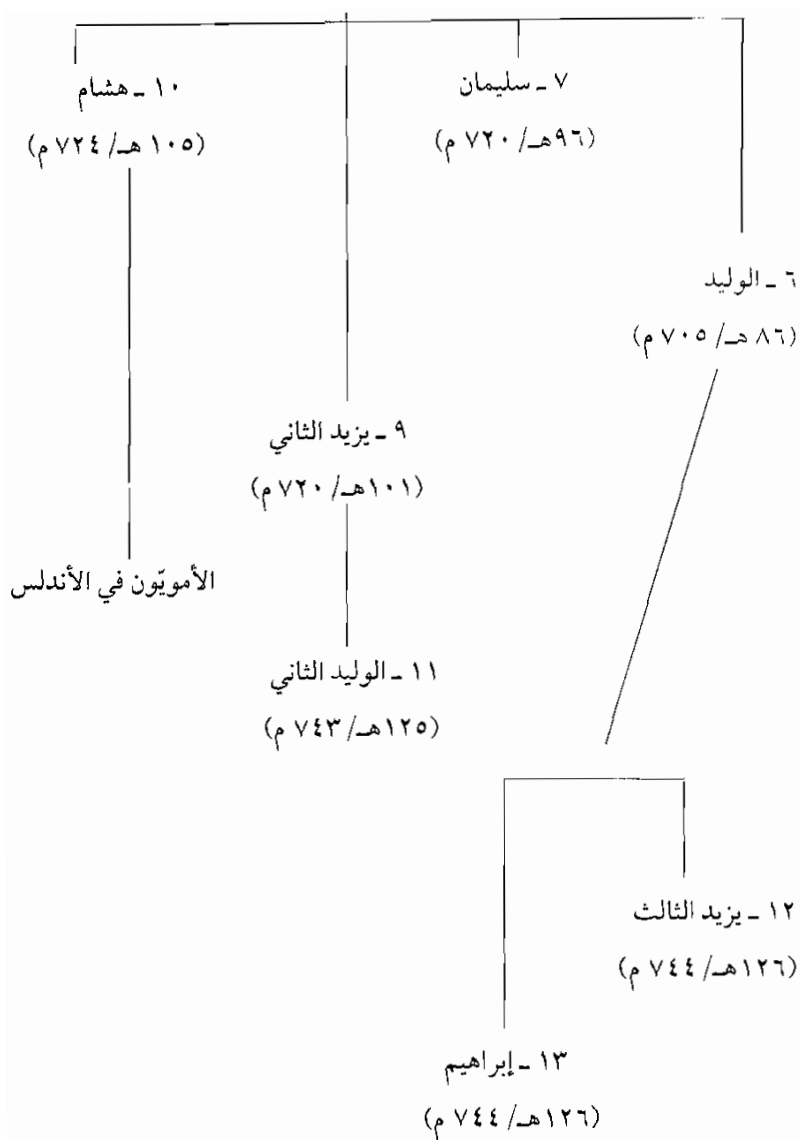 ٧ ـ سليمان
(٩٦هـ/ ٧٢٠ م)
١٠ ـ هشام
(١٠٥ هـ/ ٧٢٤ م)
٦ ـ الوليد
(٨٦ هـ/ ٧٠٥ م)
٩ ـ يزيد الثاني
(١٠١هـ/ ٧٢٠ م)
الأمويّون في الأندلس
١١ ـ الوليد الثاني
(١٢٥هـ/ ٧٤٣ م)
١٢ ـ يزيد الثالث
(١٢٦هـ/ ٧٤٤ م)
١٣ ـ إبراهيم
(١٢٦هـ/ ٧٤٤ م)